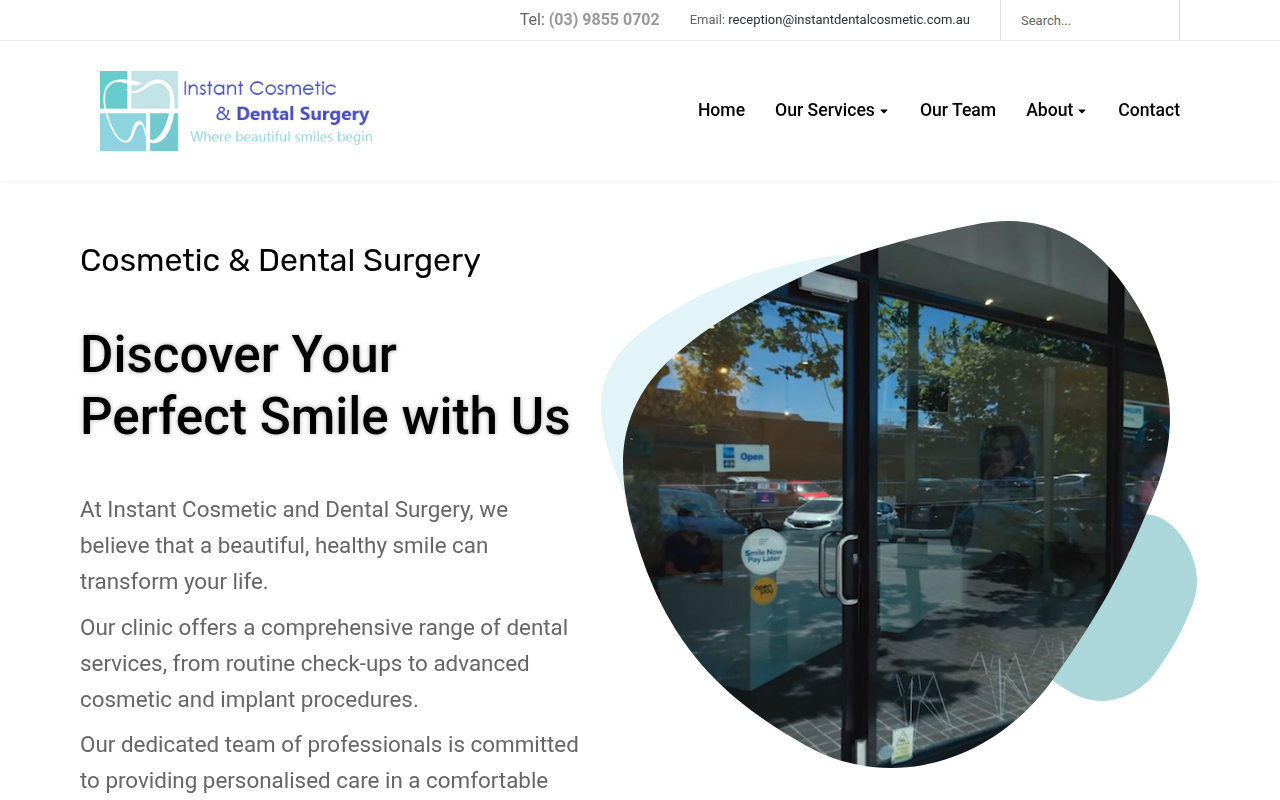 Tel: (03) 9855 0702
Email: reception@instantdentalcosmetic.com.au
Search...
Instant Cosmetic
& Dental Surgery
Where beautiful smiles begin
Home
Our Services
Our Team
About
Contact
Cosmetic & Dental Surgery
Discover Your
Perfect Smile with Us
At Instant Cosmetic and Dental Surgery, we
believe that a beautiful, healthy smile can
transform your life.
Our clinic offers a comprehensive range of dental
services, from routine check-ups to advanced
cosmetic and implant procedures.
Our dedicated team of professionals is committed
to providing personalised care in a comfortable
Open
Smile Now
Pay Later